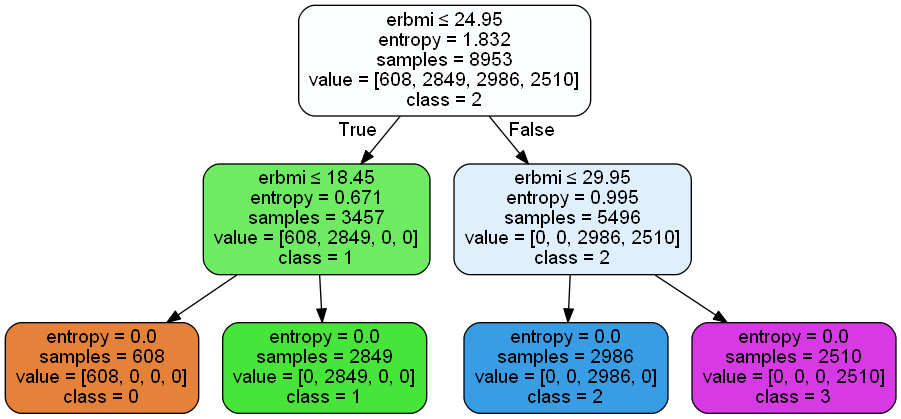 erbmi ≤ 24.95
entropy = 1.832
samples = 8953
value = [608, 2849, 2986, 2510]
class = 2
True
False
erbmi ≤ 18.45
entropy = 0.671
samples = 3457
value = [608, 2849, 0, 0]
class = 1
erbmi ≤ 29.95
entropy = 0.995
samples = 5496
value = [0, 0, 2986, 2510]
class = 2
entropy = 0.0
samples = 608
value = [608, 0, 0, 0]
class = 0
entropy = 0.0
samples = 2849
value = [0, 2849, 0, 0]
class = 1
entropy = 0.0
samples = 2986
value = [0, 0, 2986, 0]
class = 2
entropy = 0.0
samples = 2510
value = [0, 0, 0, 2510]
class = 3